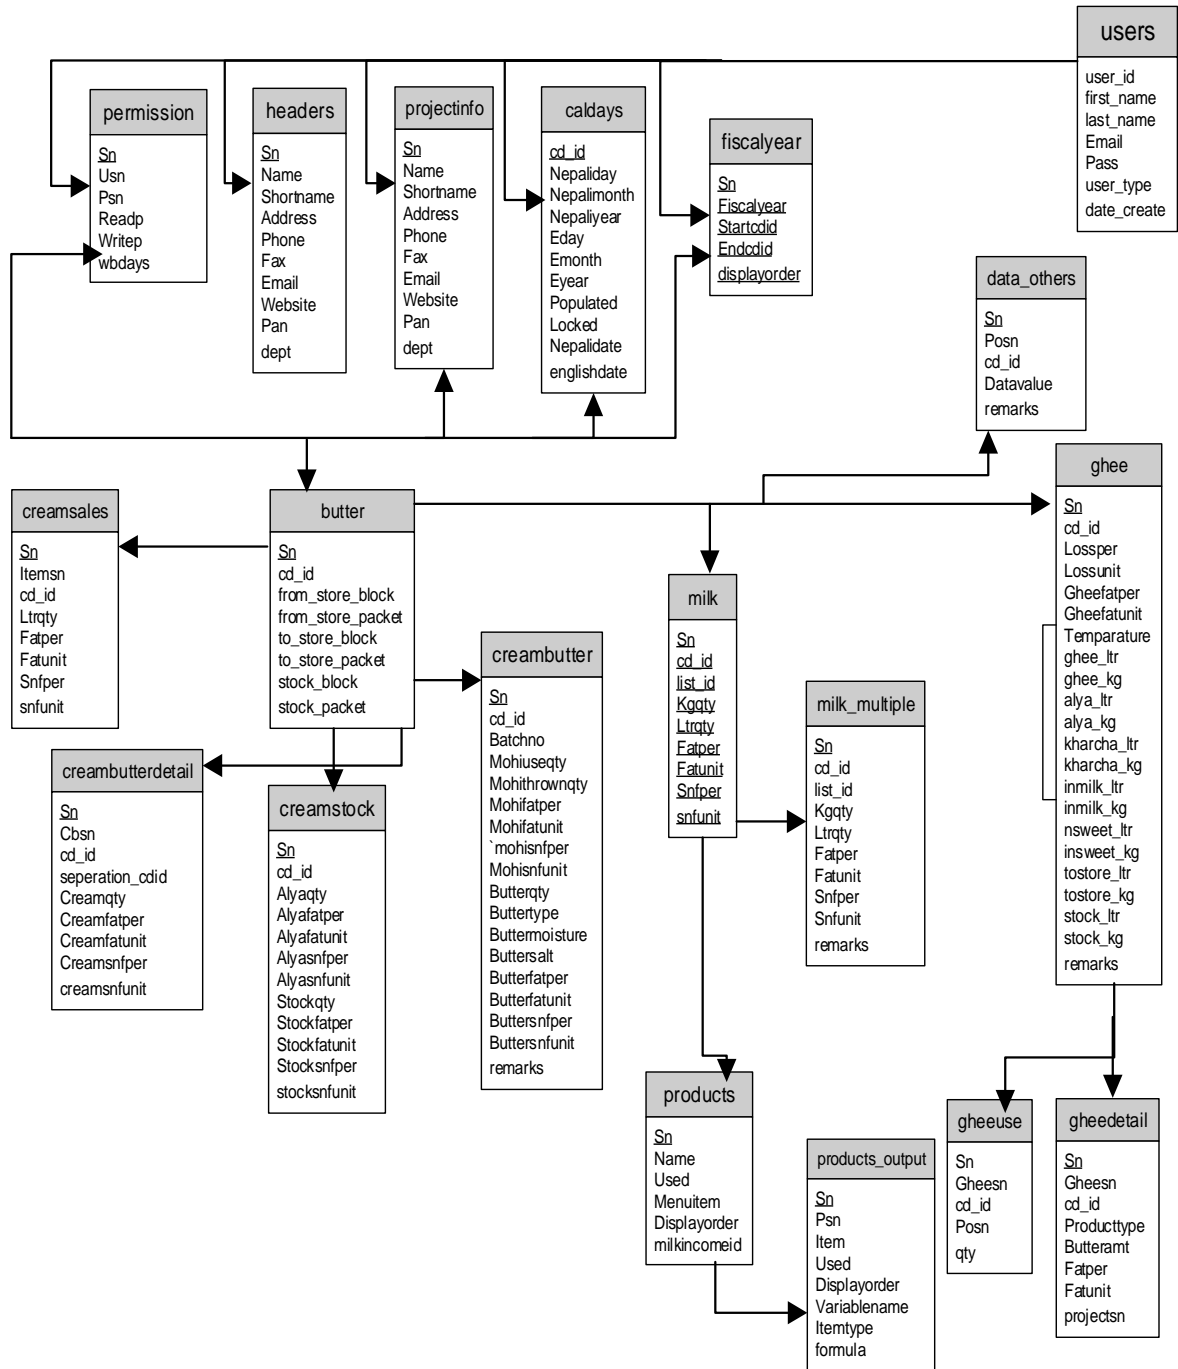 users
user_id
first_name
last_name
Email
Pass
user_type
date_create
permission
Sn
Usn
Psn
Readp
Writep
wbdays
headers
Sn
Name
Shortname
Address
Phone
Fax
Email
Website
Pan
dept
projectinfo
Sn
Name
Shortname
Address
Phone
Fax
Email
Website
Pan
dept
caldays
cd_id
Nepaliday
Nepalimonth
Nepaliyear
Eday
Emonth
Eyear
Populated
Locked
Nepalidate
englishdate
fiscalyear
Sn
Fiscalyear
Startcdid
Endcdid
displayorder
data_others
Sn
Posn
cd_id
Datavalue
remarks
creamsales
Sn
Itemsn
cd_id
Ltrqty
Fatper
Fatunit
Snfper
snfunit
butter
Sn
cd_id
from_store_block
from_store_packet
to_store_block
to_store_packet
stock_block
stock_packet
ghee
Sn
cd_id
Lossper
Lossunit
Gheefatper
Gheefatunit
Temparature
ghee_ltr
ghee_kg
alya_ltr
alya_kg
kharcha_ltr
kharcha_kg
inmilk_ltr
inmilk_kg
nsweet_ltr
insweet_kg
tostore_ltr
tostore_kg
stock_ltr
stock_kg
remarks
milk
Sn
cd_id
list_id
Kgqty
Ltrqty
Fatper
Fatunit
Snfper
snfunit
creambutter
Sn
cd_id
Batchno
Mohiuseqty
Mohithrownqty
Mohifatper
Mohifatunit
`mohisnfper
Mohisnfunit
Butterqty
Buttertype
Buttermoisture
Buttersalt
Butterfatper
Butterfatunit
Buttersnfper
Buttersnfunit
remarks
milk_multiple
Sn
cd_id
list_id
Kgqty
Ltrqty
Fatper
Fatunit
Snfper
Snfunit
remarks
creambutterdetail
Sn
Cbsn
cd_id
seperation_cdid
Creamqty
Creamfatper
Creamfatunit
Creamsnfper
creamsnfunit
creamstock
Sn
cd_id
Alyaqty
Alyafatper
Alyafatunit
Alyasnfper
Alyasnfunit
Stockqty
Stockfatper
Stockfatunit
Stocksnfper
stocksnfunit
products
Sn
Name
Used
Menuitem
Displayorder
milkincomeid
products_output
Sn
Psn
Item
Used
Displayorder
Variablename
Itemtype
formula
gheeuse
Sn
Gheesn
cd_id
Posn
qty
gheedetail
Sn
Gheesn
cd_id
Producttype
Butteramt
Fatper
Fatunit
projectsn